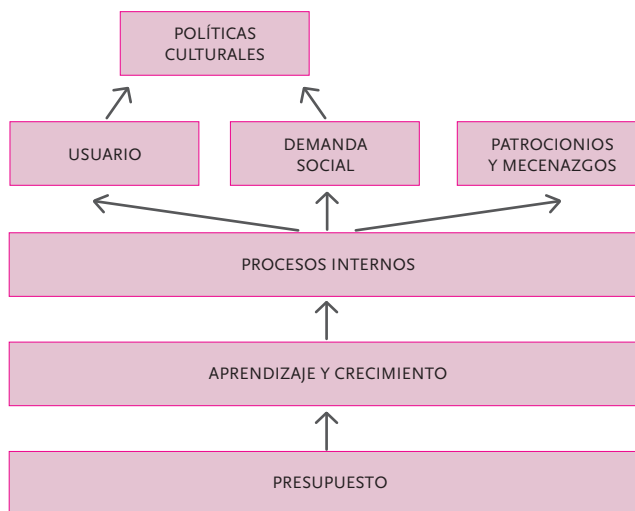 POLÍTICAS
CULTURALES
USUARIO
DEMANDA
SOCIAL
PATROCIONIOS
Y MECENAZGOS
PROCESOS INTERNOS
APRENDIZAJE Y CRECIMIENTO
PRESUPUESTO